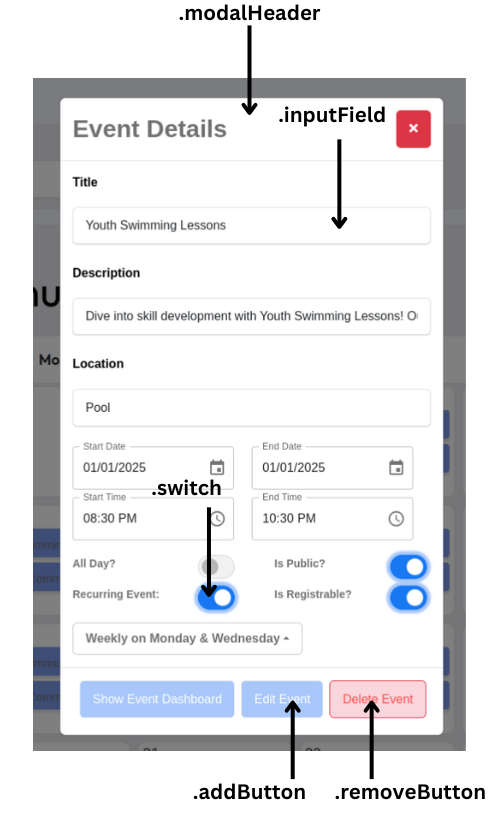 .modalHeader
Event Details
.inputField
×
Title
Youth Swimming Lessons
nu
Description
Dive into skill development with Youth Swimming Lessons! O
Mo
Location
Pool
Start Date
End Date
01/01/2025
01/01/2025
.switch
Start Time
End Time
08:30 PM
10:30 PM
All Day?
Is Public?
Recurring Event:
Is Registrable?
Weekly on Monday & Wednesday
Show Event Dashboard
Edit Event
Delete Event
.addButton
.removeButton